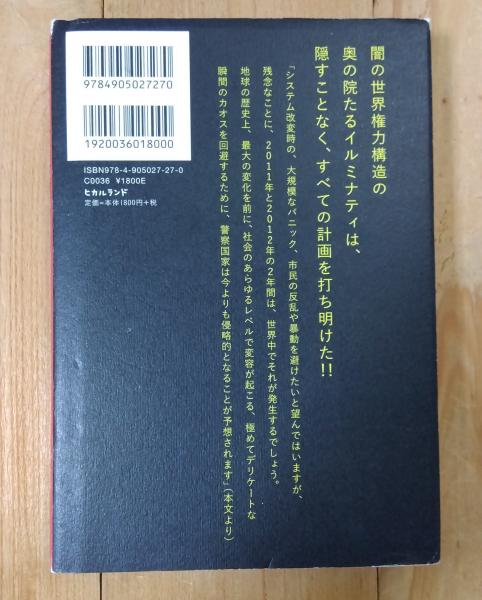 闇の世界権力構造の
奥の院たるイルミナティは、
隠すことなく、すべての計画を打ち明けた!!
「システム改変時の、大規模なパニック、市民の反乱や暴動を避けたいと望んではいますが、
残念なことに、2011年と2012年の2年間は、世界中でそれが発生するでしょう。
地球の歴史上、最大の変化を前に、社会のあらゆるレベルで変容が起こる、極めてデリケートな
瞬間のカオスを回避するために、警察国家は今よりも侵略的となることが予想されます」(本文より)
9784905027270
1920036018000
ISBN978-4-905027-27-0
C0036 ¥1800E
ヒカルランド
定価=本体1800円+税